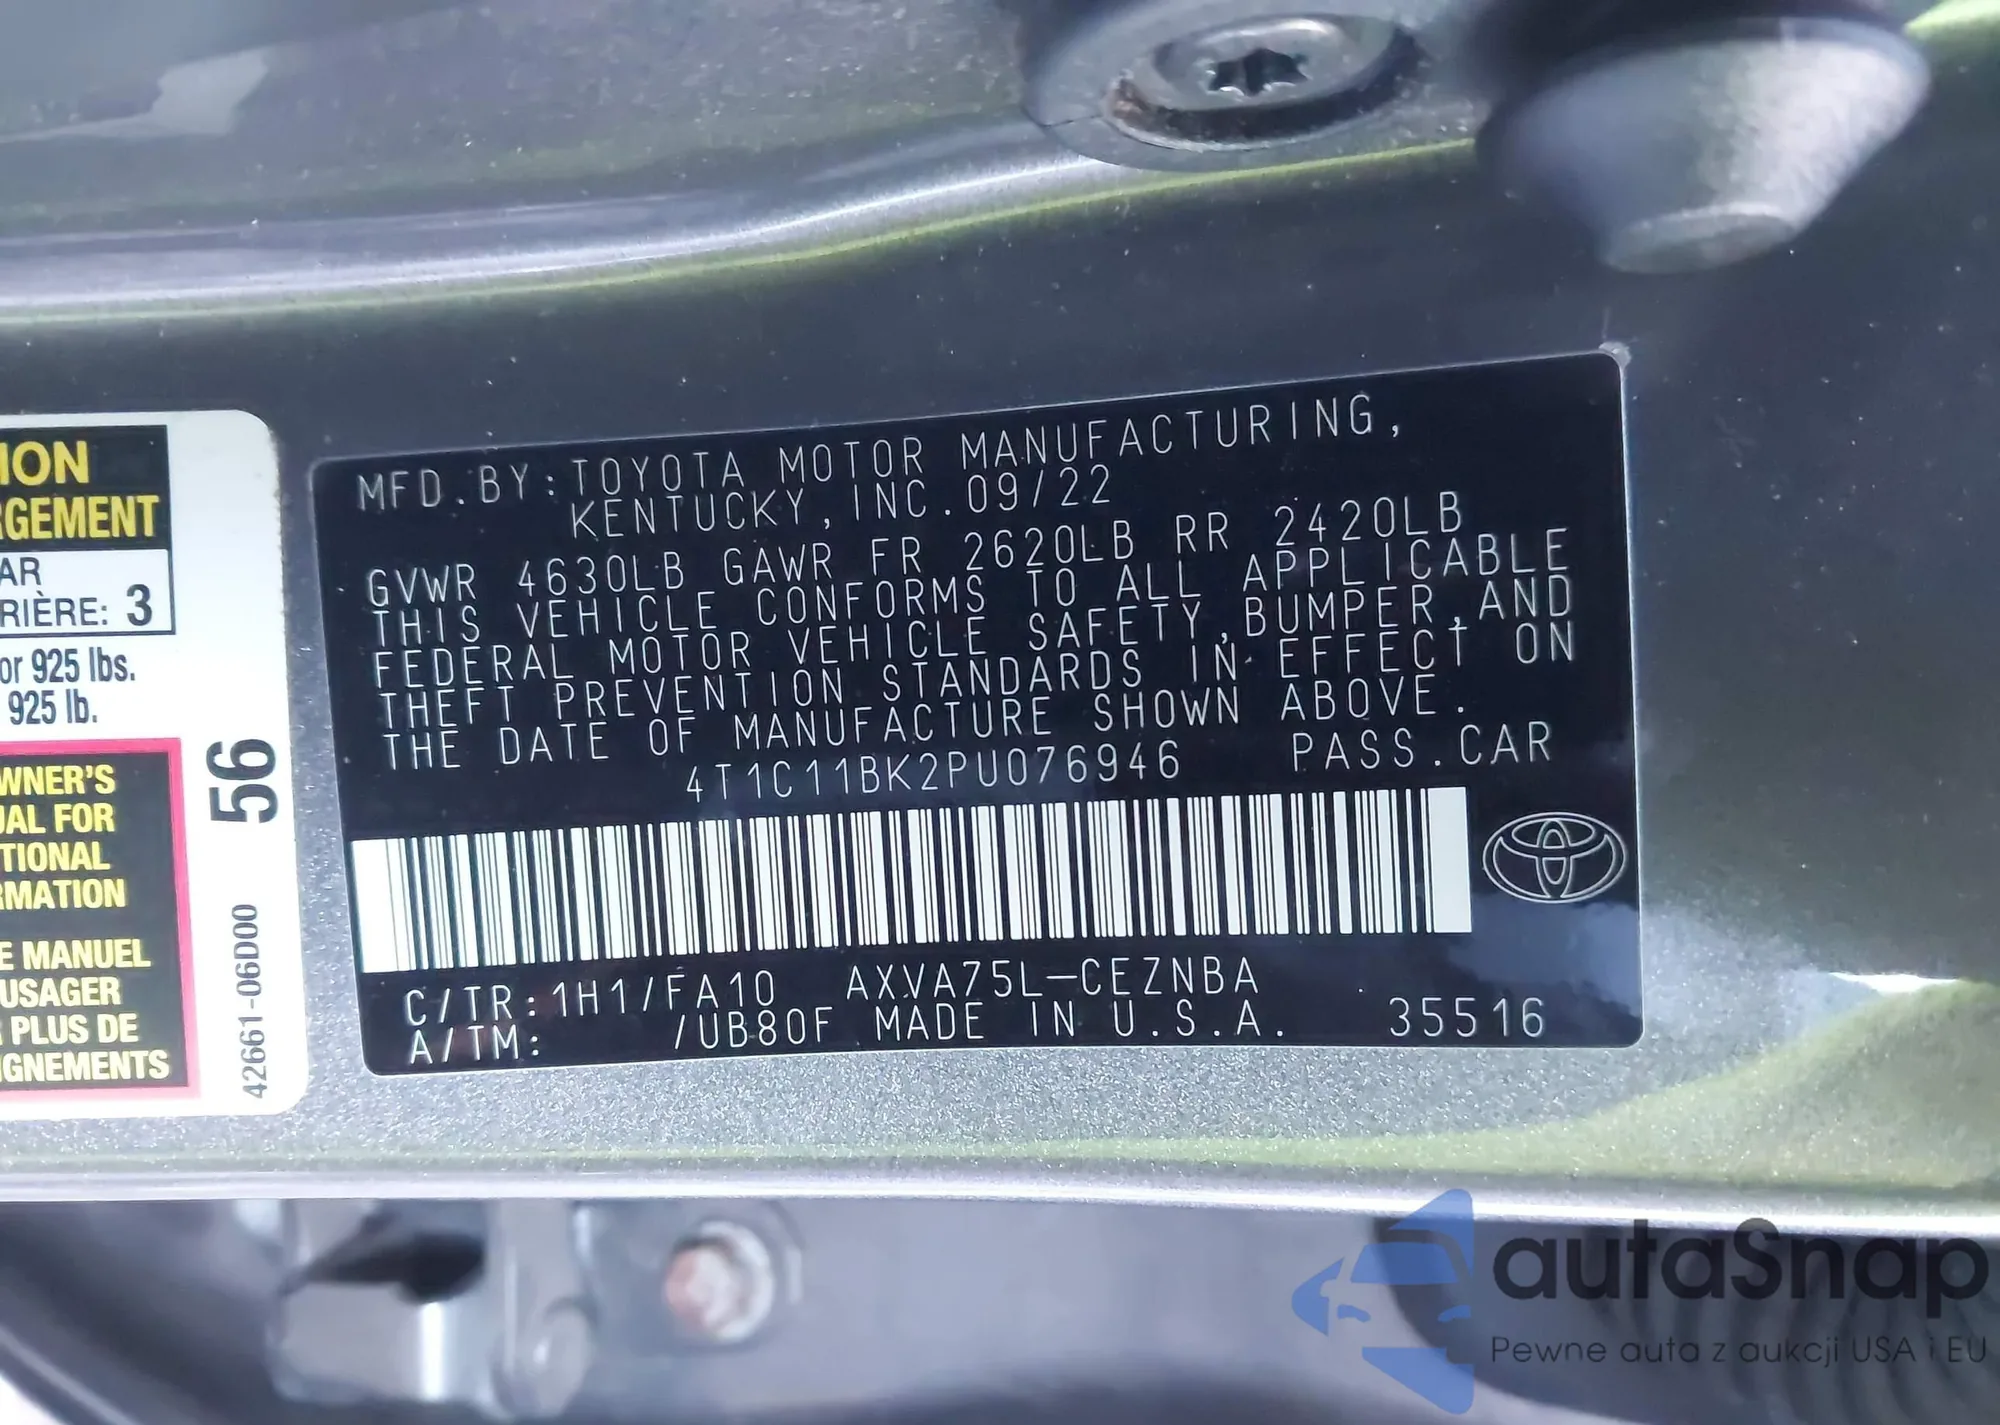 ION
RGEMENT
AR
RIÈRE: 3
or 925 lbs.
925 lb.
WNER'S
UAL FOR
TIONAL
RMATION
E MANUEL
USAGER
R PLUS DE
IGNEMENTS
56
42661-06D00
MFD.BY:TOYOTA MOTOR MANUFACTURING,
KENTUCKY, INC.09/22
GVWR 4630LB GAWR FR 2620LB RR 2420LB
THIS VEHICLE CONFORMS TO ALL APPLICABLE
FEDERAL MOTOR VEHICLE SAFETY,BUMPER,AND
THEFT PREVENTION STANDARDS IN EFFECT ON
THE DATE OF MANUFACTURE SHOWN ABOVE.
4T1C11BK2PU076946 PASS.CAR
C/TR:1H1/FA10 AXVA75L-CEZNBA
A/TM: /UB80F MADE IN U.S.A. 35516
autaSnap
Pewne auta z aukcji USA i EU